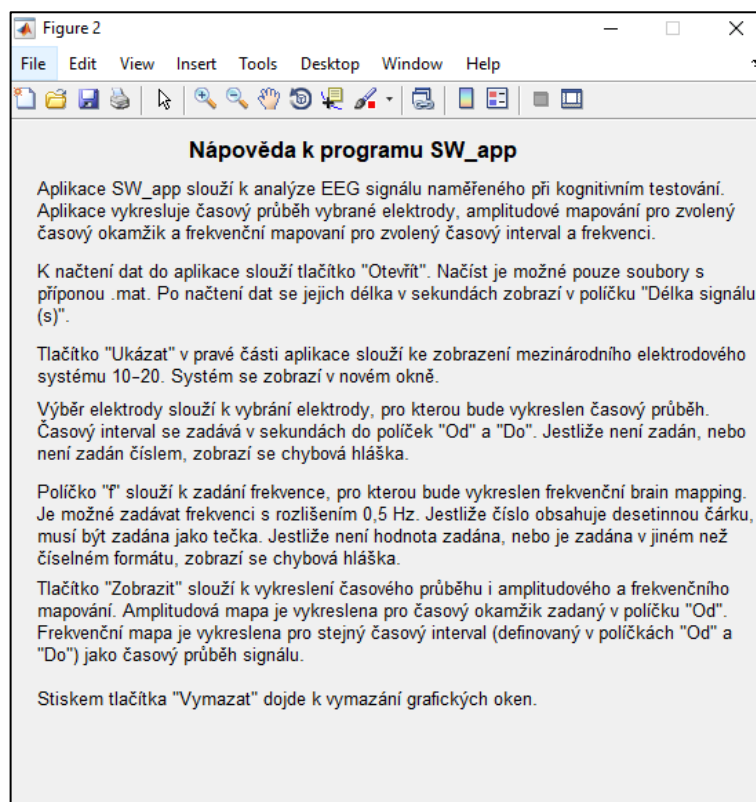 Figure 2
File Edit View Insert Tools Desktop Window Help
Nápověda k programu SW_app
Aplikace SW_app slouží k analýze EEG signálu naměřeného při kognitivním testování.
Aplikace vykresluje časový průběh vybrané elektrody, amplitudové mapování pro zvolený
časový okamžik a frekvenční mapovaní pro zvolený časový interval a frekvenci.
K načtení dat do aplikace slouží tlačítko "Otevřít". Načíst je možné pouze soubory s
příponou .mat. Po načtení dat se jejich délka v sekundách zobrazí v políčku "Délka signálu
(s)".
Tlačítko "Ukázat" v pravé části aplikace slouží ke zobrazení mezinárodního elektrodového
systému 10-20. Systém se zobrazí v novém okně.
Výběr elektrody slouží k vybrání elektrody, pro kterou bude vykreslen časový průběh.
Časový interval se zadává v sekundách do políček "Od" a "Do". Jestliže není zadán, nebo
není zadán číslem, zobrazí se chybová hláška.
Políčko "f" slouží k zadání frekvence, pro kterou bude vykreslen frekvenční brain mapping.
Je možné zadávat frekvenci s rozlišením 0,5 Hz. Jestliže číslo obsahuje desetinnou čárku,
musí být zadána jako tečka. Jestliže není hodnota zadána, nebo je zadána v jiném než
číselném formátu, zobrazí se chybová hláška.
Tlačítko "Zobrazit" slouží k vykreslení časového průběhu i amplitudového a frekvenčního
mapování. Amplitudová mapa je vykreslena pro časový okamžik zadaný v políčku "Od".
Frekvenční mapa je vykreslena pro stejný časový interval (definovaný v políčkách "Od" a
"Do") jako časový průběh signálu.
Stiskem tlačítka "Vymazat" dojde k vymazání grafických oken.